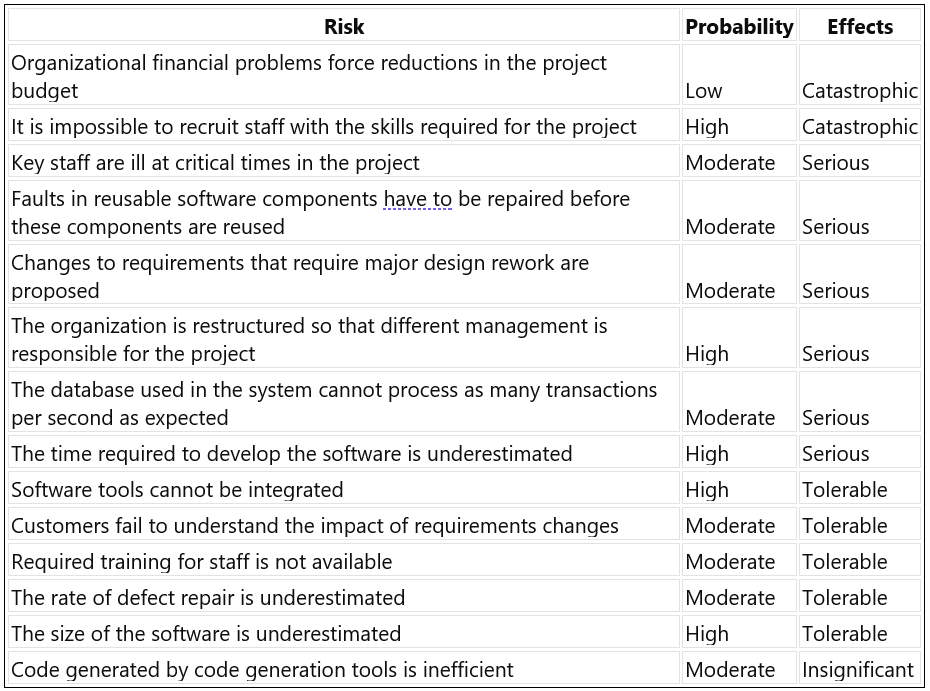 Risk Probability Effects
Organizational financial problems force reductions in the project
budget Low Catastrophic
It is impossible to recruit staff with the skills required for the project High Catastrophic
Key staff are ill at critical times in the project Moderate Serious
Faults in reusable software components have to be repaired before
these components are reused Moderate Serious
Changes to requirements that require major design rework are
proposed Moderate Serious
The organization is restructured so that different management is
responsible for the project High Serious
The database used in the system cannot process as many transactions
per second as expected Moderate Serious
The time required to develop the software is underestimated High Serious
Software tools cannot be integrated High Tolerable
Customers fail to understand the impact of requirements changes Moderate Tolerable
Required training for staff is not available Moderate Tolerable
The rate of defect repair is underestimated Moderate Tolerable
The size of the software is underestimated High Tolerable
Code generated by code generation tools is inefficient Moderate Insignificant